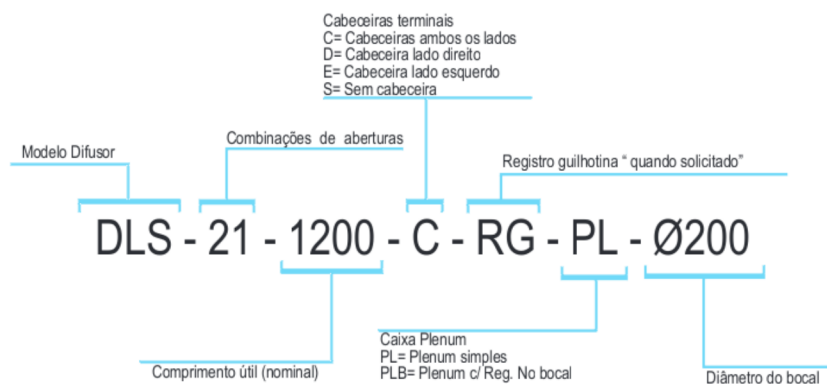 Cabeceiras terminais
C= Cabeceiras ambos os lados
D= Cabeceira lado direito
E= Cabeceira lado esquerdo
S= Sem cabeceira
Combinações de aberturas
Modelo Difusor
Registro guilhotina “ quando solicitado”
DLS - 21 - 1200 - C - RG - PL - Ø200
Caixa Plenum
PL= Plenum simples
PLB= Plenum c/ Reg. No bocal
Comprimento útil (nominal)
Diâmetro do bocal